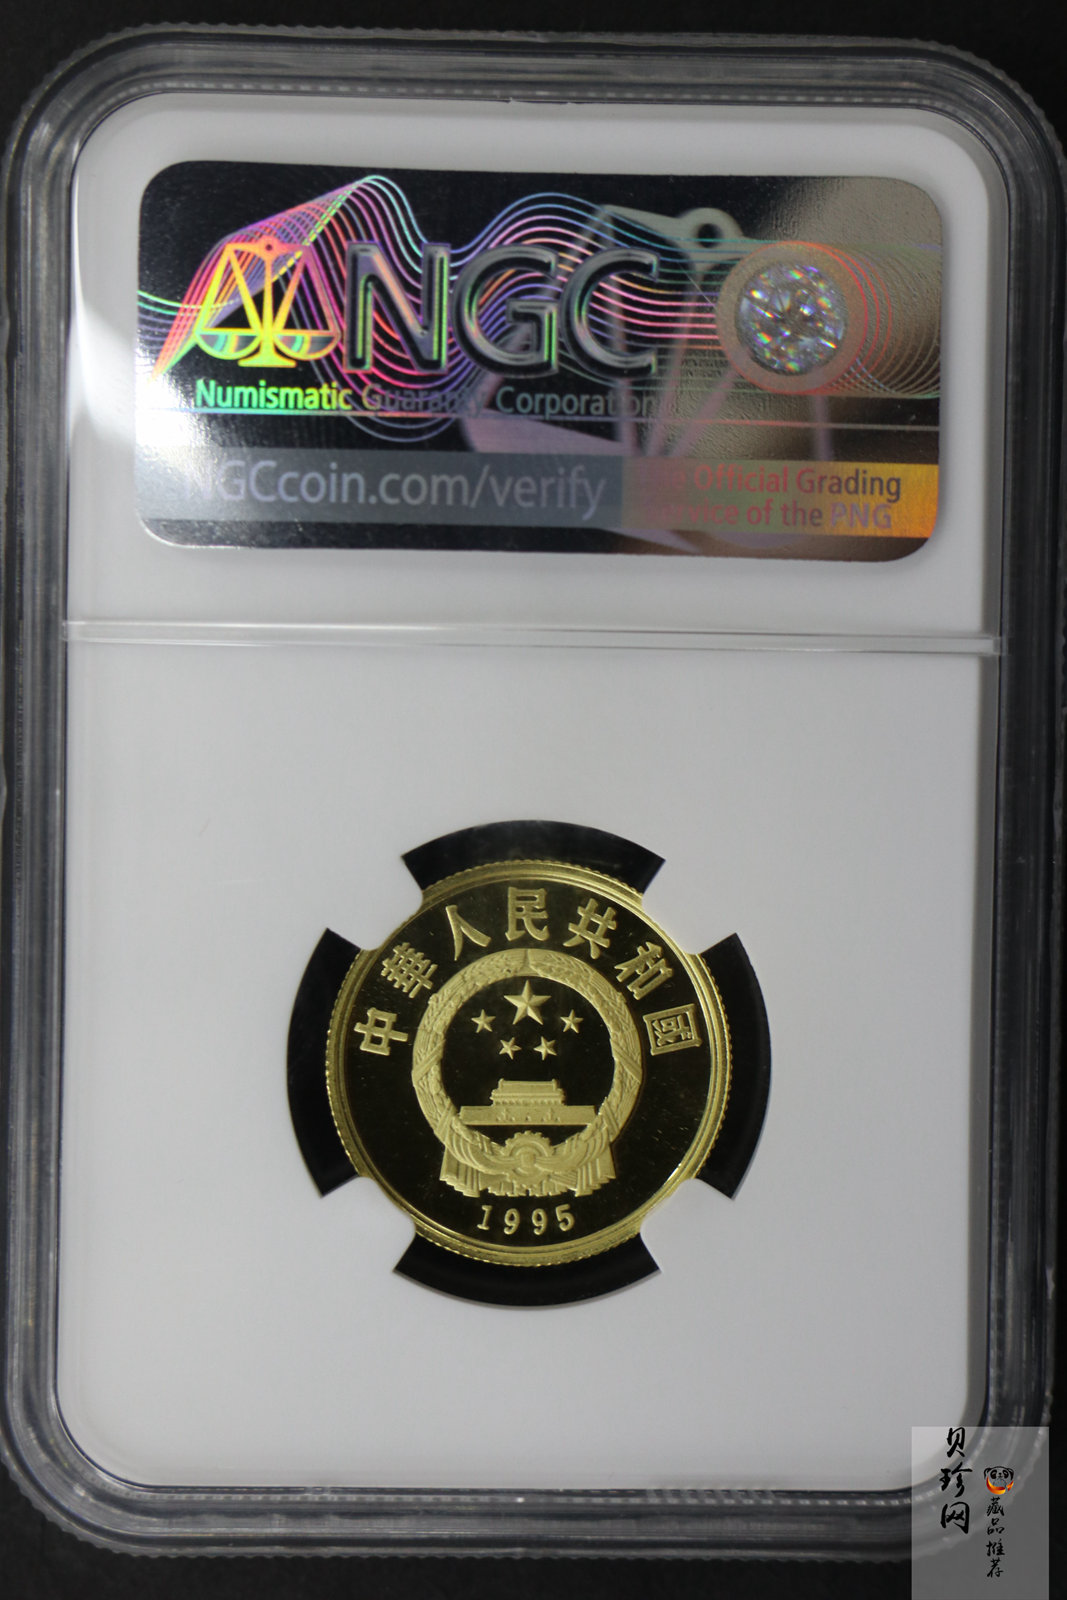 NGC
Numismatic Guaranty Corporation
NGCcoin.com/verify
The Official Grading
Service of the PNG
中華人民共和國
1995
贝珍网
藏品推荐